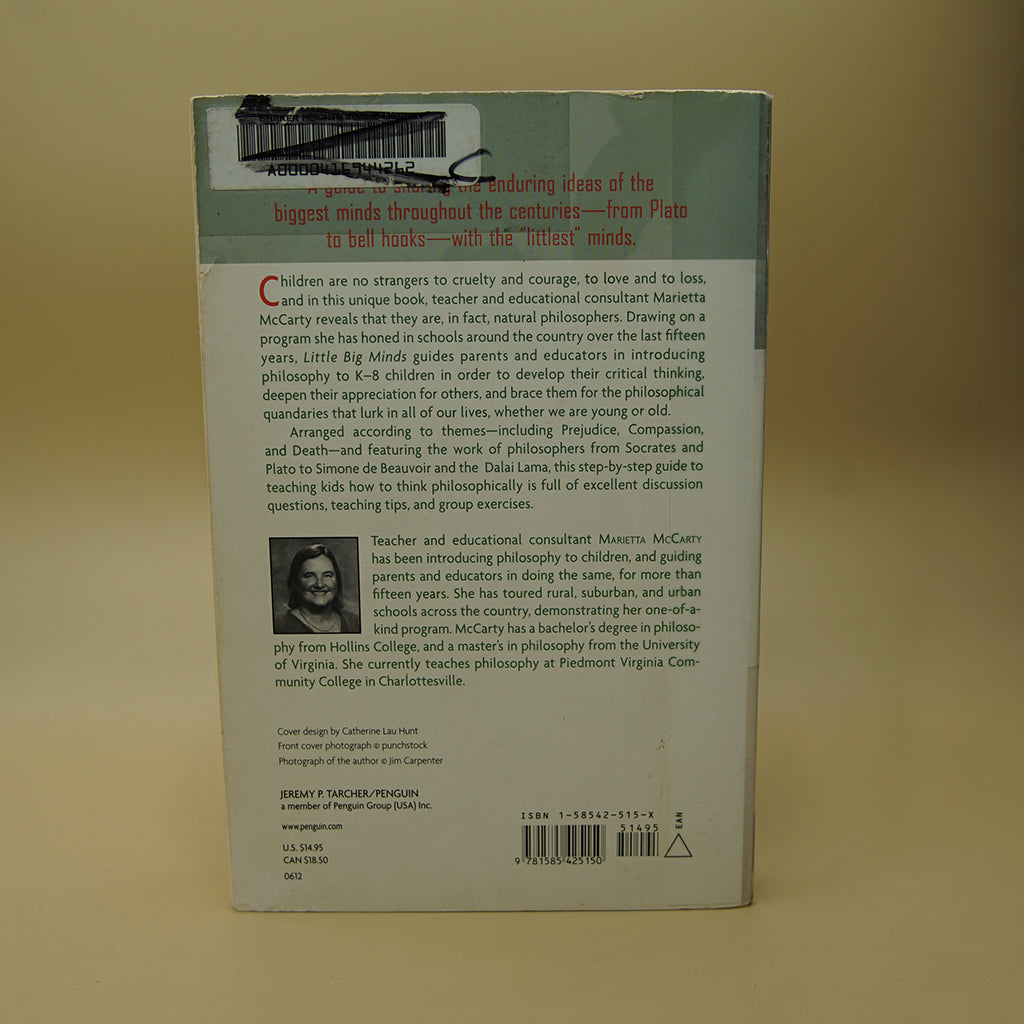 SHAKER HEIGHTS PUBLIC
A0000416944262
A guide to sharing the enduring ideas of the
biggest minds throughout the centuries—from Plato
to bell hooks—with the "littlest" minds.
Children are no strangers to cruelty and courage, to love and to loss,
and in this unique book, teacher and educational consultant Marietta
McCarty reveals that they are, in fact, natural philosophers. Drawing on a
program she has honed in schools around the country over the last fifteen
years, Little Big Minds guides parents and educators in introducing
philosophy to K–8 children in order to develop their critical thinking,
deepen their appreciation for others, and brace them for the philosophical
quandaries that lurk in all of our lives, whether we are young or old.
Arranged according to themes—including Prejudice, Compassion,
and Death—and featuring the work of philosophers from Socrates and
Plato to Simone de Beauvoir and the Dalai Lama, this step-by-step guide to
teaching kids how to think philosophically is full of excellent discussion
questions, teaching tips, and group exercises.
Teacher and educational consultant MARIETTA MCCARTY
has been introducing philosophy to children, and guiding
parents and educators in doing the same, for more than
fifteen years. She has toured rural, suburban, and urban
schools across the country, demonstrating her one-of-a-
kind program. McCarty has a bachelor's degree in philoso-
phy from Hollins College, and a master's in philosophy from the University
of Virginia. She currently teaches philosophy at Piedmont Virginia Com-
munity College in Charlottesville.
Cover design by Catherine Lau Hunt
Front cover photograph © punchstock
Photograph of the author © Jim Carpenter
JEREMY P. TARCHER/PENGUIN
a member of Penguin Group (USA) Inc.
www.penguin.com
U.S. $14.95
CAN $18.50
0612
ISBN 1-58542-515-X
51495
EAN
9 781585 425150